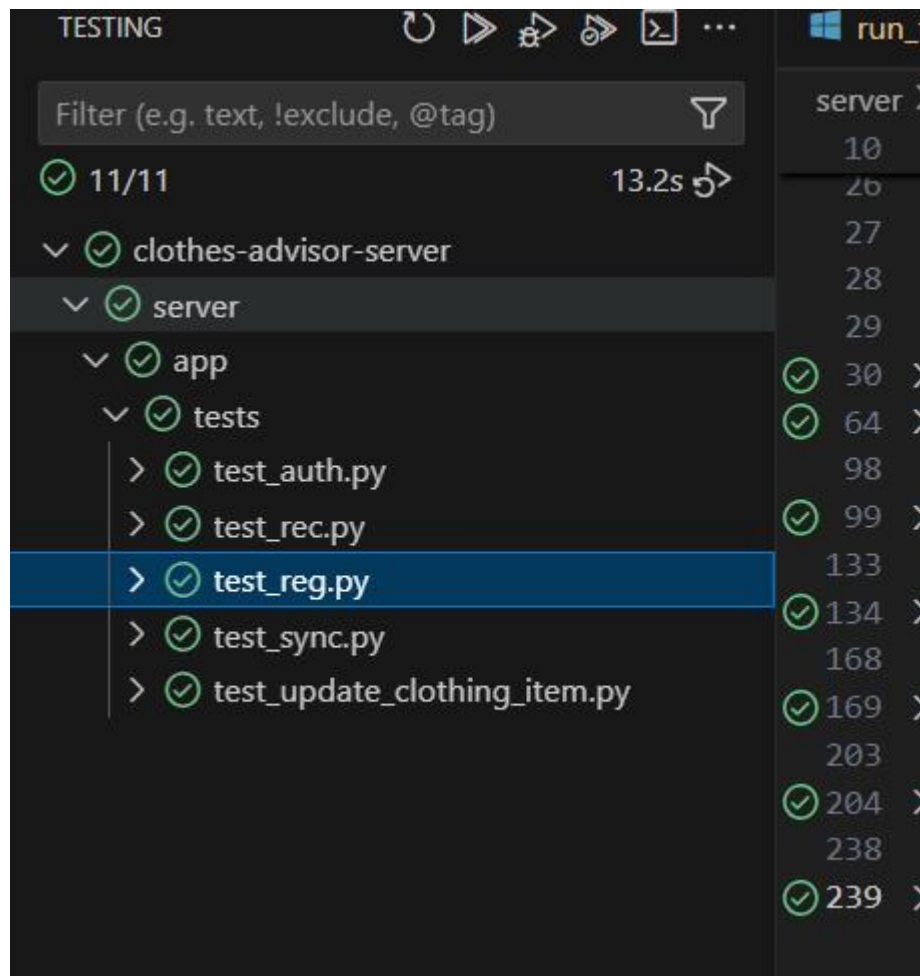 TESTING
Filter (e.g. text, !exclude, @tag)
11/11
13.2s
clothes-advisor-server
server
app
tests
test_auth.py
test_rec.py
test_reg.py
test_sync.py
test_update_clothing_item.py
run_
server
10
26
27
28
29
30
64
98
99
133
134
168
169
203
204
238
239